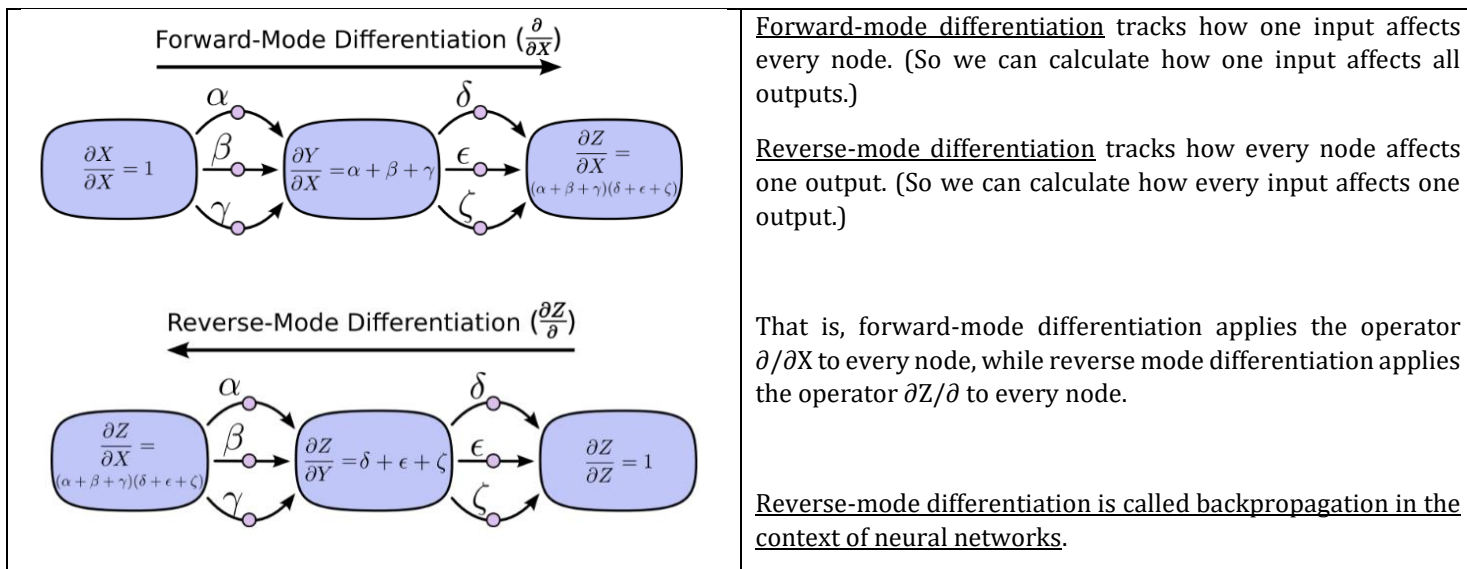 Forward-Mode Differentiation (∂/∂X)
α
β
γ
δ
ϵ
ζ
∂X/∂X = 1
∂Y/∂X = α + β + γ
∂Z/∂X =
(α + β + γ)(δ + ϵ + ζ)
Reverse-Mode Differentiation (∂Z/∂)
α
β
γ
δ
ϵ
ζ
∂Z/∂X =
(α + β + γ)(δ + ϵ + ζ)
∂Z/∂Y = δ + ϵ + ζ
∂Z/∂Z = 1
Forward-mode differentiation tracks how one input affects
every node. (So we can calculate how one input affects all
outputs.)
Reverse-mode differentiation tracks how every node affects
one output. (So we can calculate how every input affects one
output.)
That is, forward-mode differentiation applies the operator
∂/∂X to every node, while reverse mode differentiation applies
the operator ∂Z/∂ to every node.
Reverse-mode differentiation is called backpropagation in the
context of neural networks.